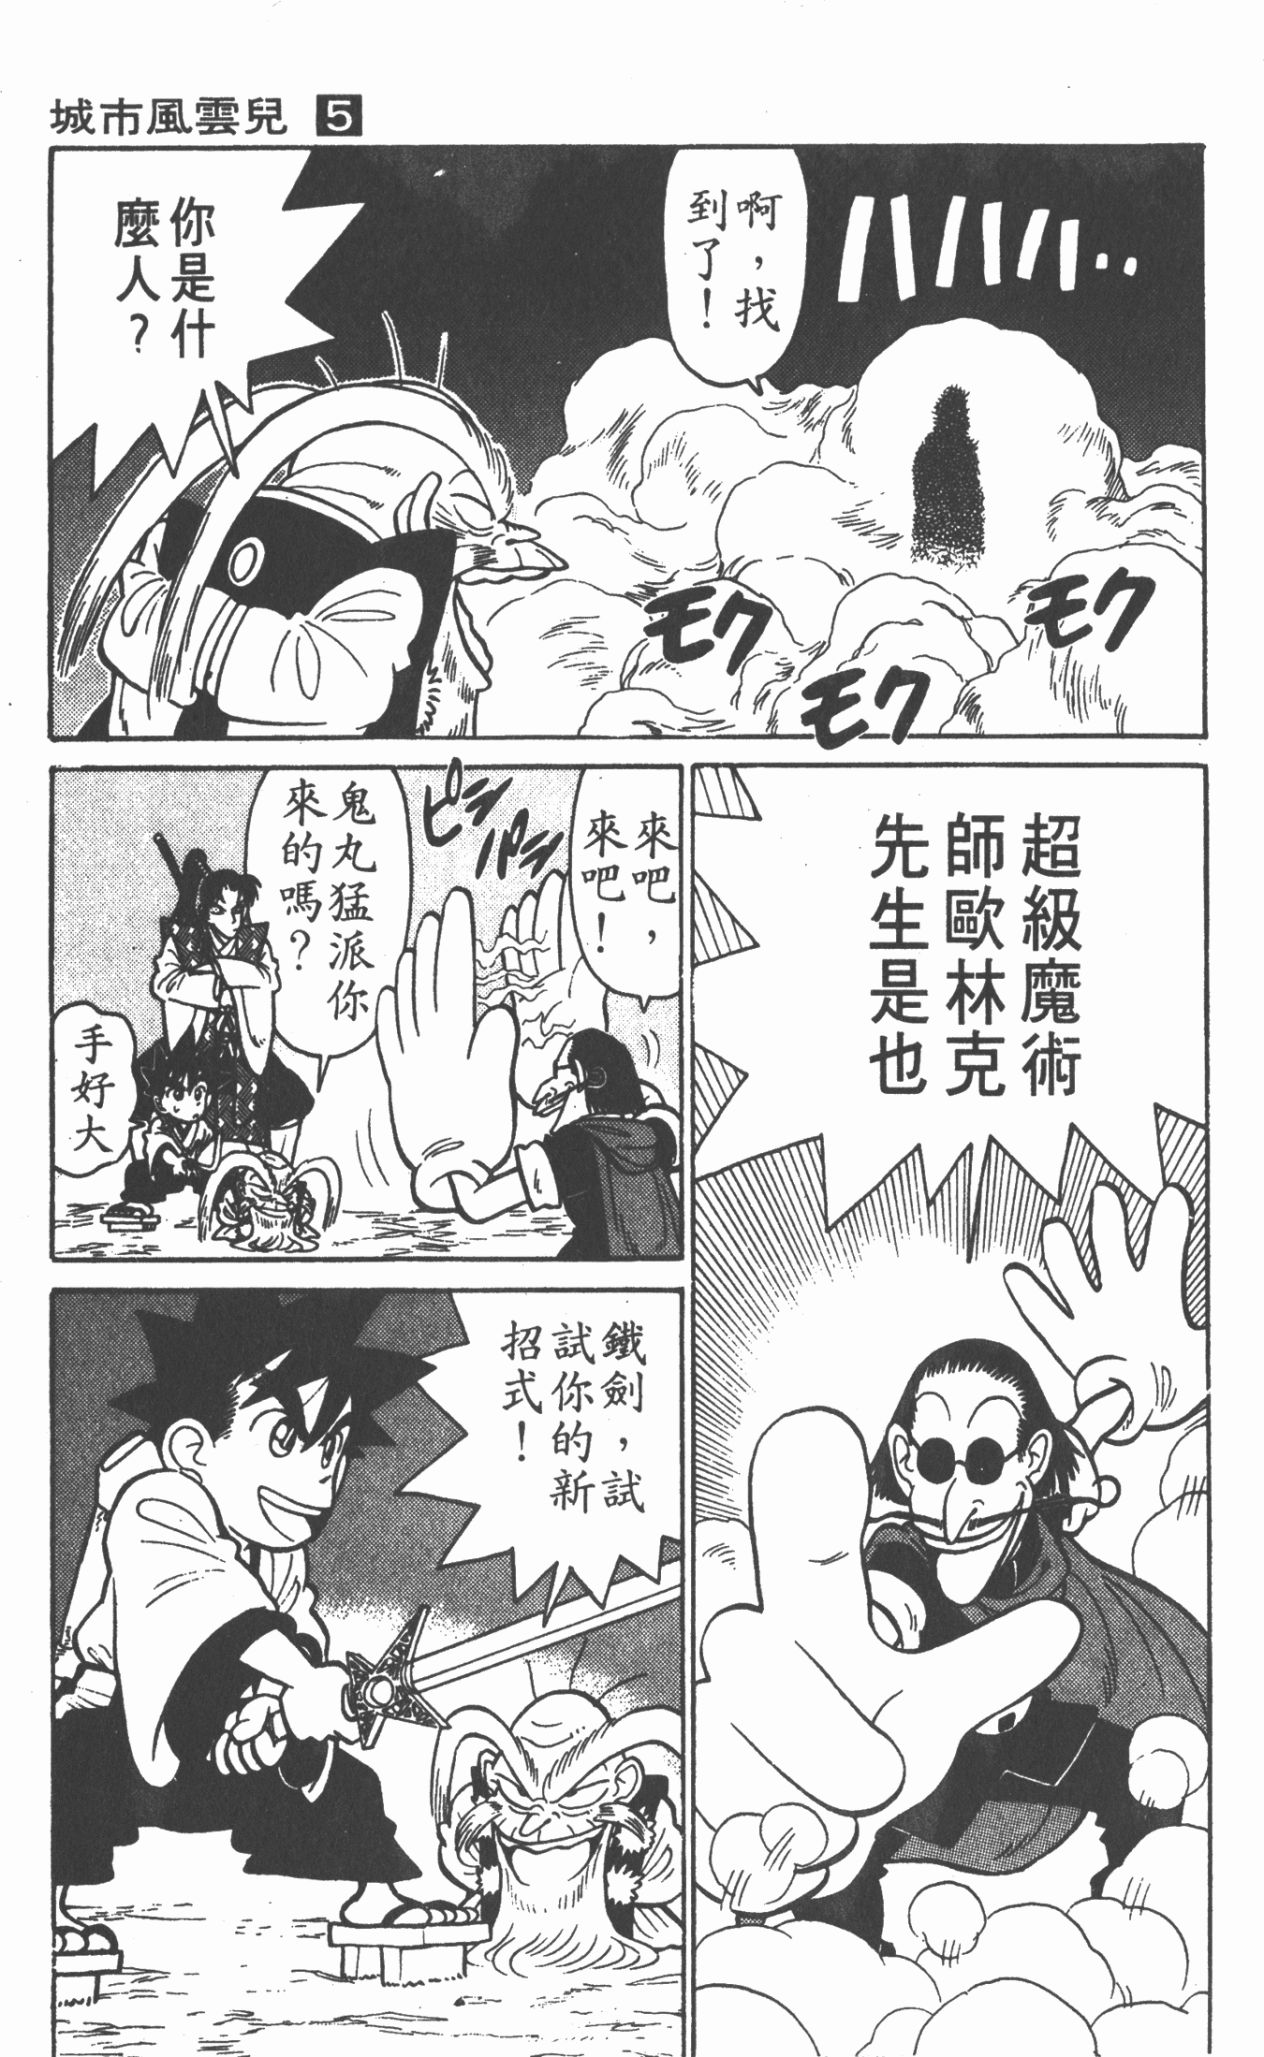 城市風雲兒 5
ハハハハ‥
啊，找
到了！
你是什
麼人？
モク
モク
モク
超級魔術
師歐林克
先生是也
來吧，
來吧！
ピラ
パラ
鬼丸猛派你
來的嗎？
手好大
鐵劍，試
試你的新
招式！